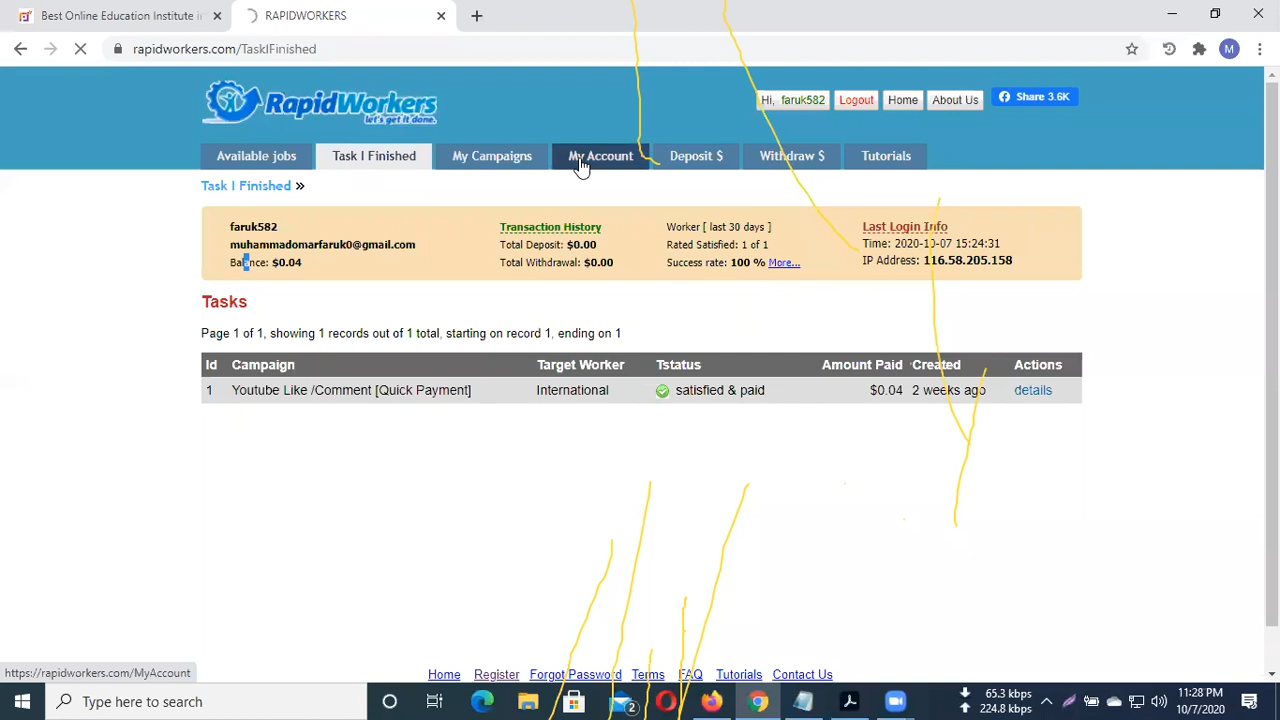 Best Online Education Institute in
RAPIDWORKERS
rapidworkers.com/TaskIFinished
M
RapidWorkers
let's get it done.
Hi, faruk582
Logout
Home
About Us
Share 3.6K
Available jobs
Task I Finished
My Campaigns
My Account
Deposit $
Withdraw $
Tutorials
Task I Finished »
faruk582
Transaction History
Worker [ last 30 days ]
Last Login Info
muhammadomarfaruk0@gmail.com
Total Deposit: $0.00
Rated Satisfied: 1 of 1
Time: 2020-10-07 15:24:31
Balance: $0.04
Total Withdrawal: $0.00
Success rate: 100 % More...
IP Address: 116.58.205.158
Tasks
Page 1 of 1, showing 1 records out of 1 total, starting on record 1, ending on 1
Id Campaign Target Worker Tstatus Amount Paid Created Actions
1 Youtube Like /Comment [Quick Payment] International satisfied & paid $0.04 2 weeks ago details
https://rapidworkers.com/MyAccount
Home Register Forgot Password Terms FAQ Tutorials Contact Us
Type here to search
2
65.3 kbps
224.8 kbps
11:28 PM
10/7/2020